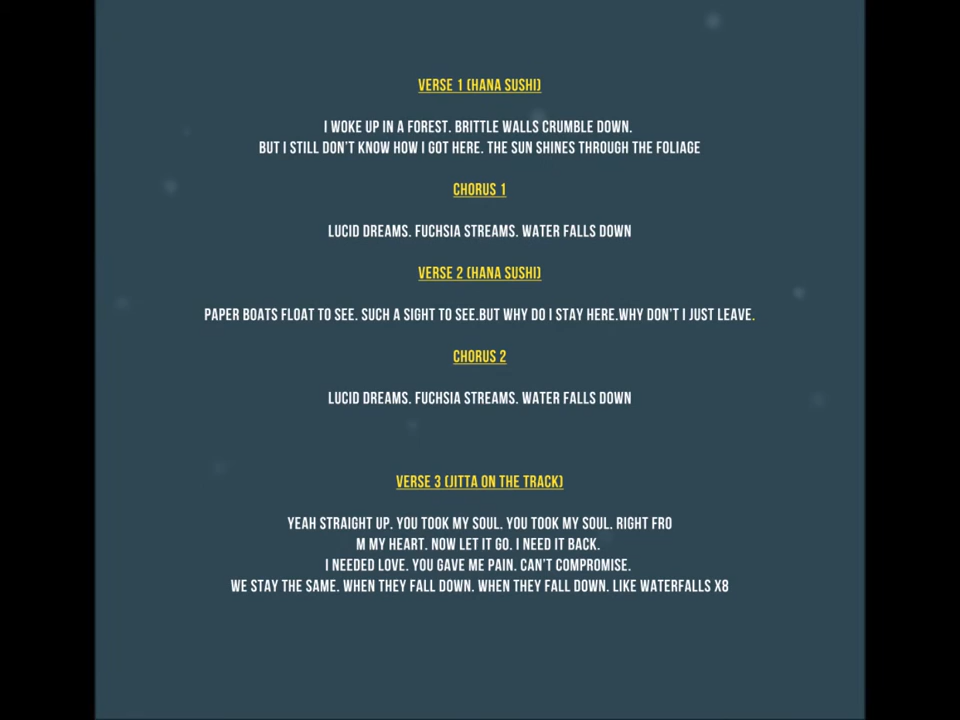 VERSE 1 (HANA SUSHI)
I WOKE UP IN A FOREST. BRITTLE WALLS CRUMBLE DOWN.
BUT I STILL DON'T KNOW HOW I GOT HERE. THE SUN SHINES THROUGH THE FOLIAGE
CHORUS 1
LUCID DREAMS. FUCHSIA STREAMS. WATER FALLS DOWN
VERSE 2 (HANA SUSHI)
PAPER BOATS FLOAT TO SEE. SUCH A SIGHT TO SEE.BUT WHY DO I STAY HERE.WHY DON'T I JUST LEAVE.
CHORUS 2
LUCID DREAMS. FUCHSIA STREAMS. WATER FALLS DOWN
VERSE 3 (JITTA ON THE TRACK)
YEAH STRAIGHT UP. YOU TOOK MY SOUL. YOU TOOK MY SOUL. RIGHT FRO
M MY HEART. NOW LET IT GO. I NEED IT BACK.
I NEEDED LOVE. YOU GAVE ME PAIN. CAN'T COMPROMISE.
WE STAY THE SAME. WHEN THEY FALL DOWN. WHEN THEY FALL DOWN. LIKE WATERFALLS X8